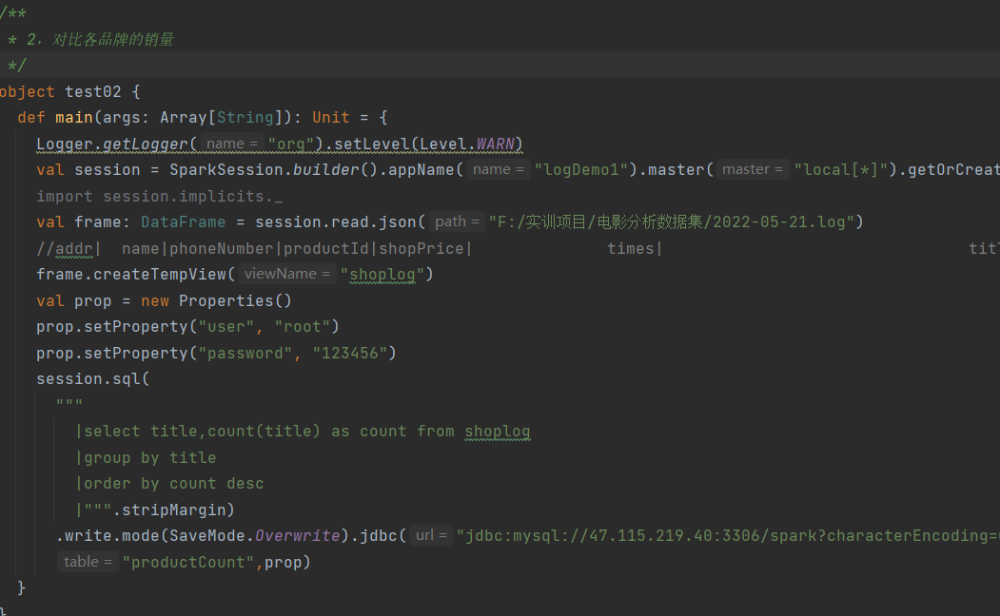 /**
* 2，对比各品牌的销量
*/
object test02 {
def main(args: Array[String]): Unit = {
Logger.getLogger( name = "org").setLevel(Level.WARN)
val session = SparkSession.builder().appName( name = "logDemo1").master( master = "local[*]").getOrCreat
import session.implicits._
val frame: DataFrame = session.read.json( path = "F:/实训项目/电影分析数据集/2022-05-21.log")
//addr| name|phoneNumber|productId|shopPrice| times| titl
frame.createTempView( viewName = "shoplog")
val prop = new Properties()
prop.setProperty("user", "root")
prop.setProperty("password", "123456")
session.sql(
"""
|select title,count(title) as count from shoplog
|group by title
|order by count desc
|""".stripMargin)
.write.mode(SaveMode.Overwrite).jdbc( url = "jdbc:mysql://47.115.219.40:3306/spark?characterEncoding=
table = "productCount",prop)
}
}